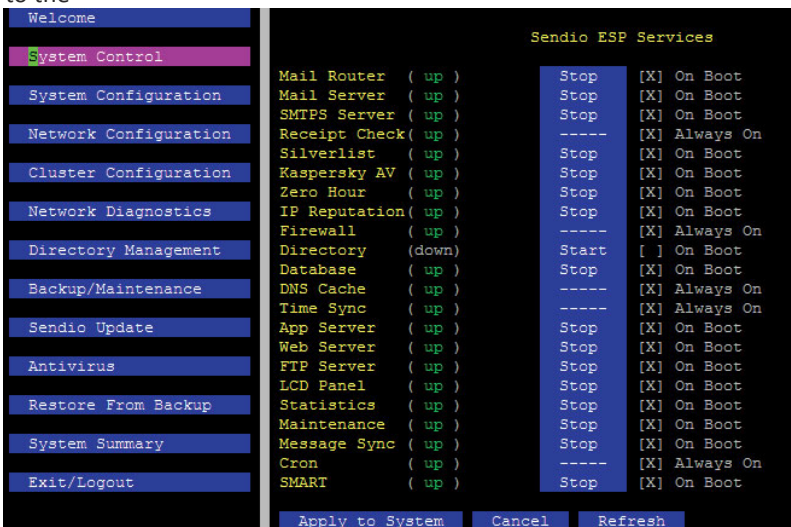 to the
Welcome
System Control
System Configuration
Network Configuration
Cluster Configuration
Network Diagnostics
Directory Management
Backup/Maintenance
Sendio Update
Antivirus
Restore From Backup
System Summary
Exit/Logout
Sendio ESP Services
Mail Router ( up ) Stop [X] On Boot
Mail Server ( up ) Stop [X] On Boot
SMTPS Server ( up ) Stop [X] On Boot
Receipt Check( up ) ----- [X] Always On
Silverlist ( up ) Stop [X] On Boot
Kaspersky AV ( up ) Stop [X] On Boot
Zero Hour ( up ) Stop [X] On Boot
IP Reputation( up ) Stop [X] On Boot
Firewall ( up ) ----- [X] Always On
Directory (down) Start [ ] On Boot
Database ( up ) Stop [X] On Boot
DNS Cache ( up ) ----- [X] Always On
Time Sync ( up ) ----- [X] Always On
App Server ( up ) Stop [X] On Boot
Web Server ( up ) Stop [X] On Boot
FTP Server ( up ) Stop [X] On Boot
LCD Panel ( up ) Stop [X] On Boot
Statistics ( up ) Stop [X] On Boot
Maintenance ( up ) Stop [X] On Boot
Message Sync ( up ) Stop [X] On Boot
Cron ( up ) ----- [X] Always On
SMART ( up ) Stop [X] On Boot
Apply to System Cancel Refresh